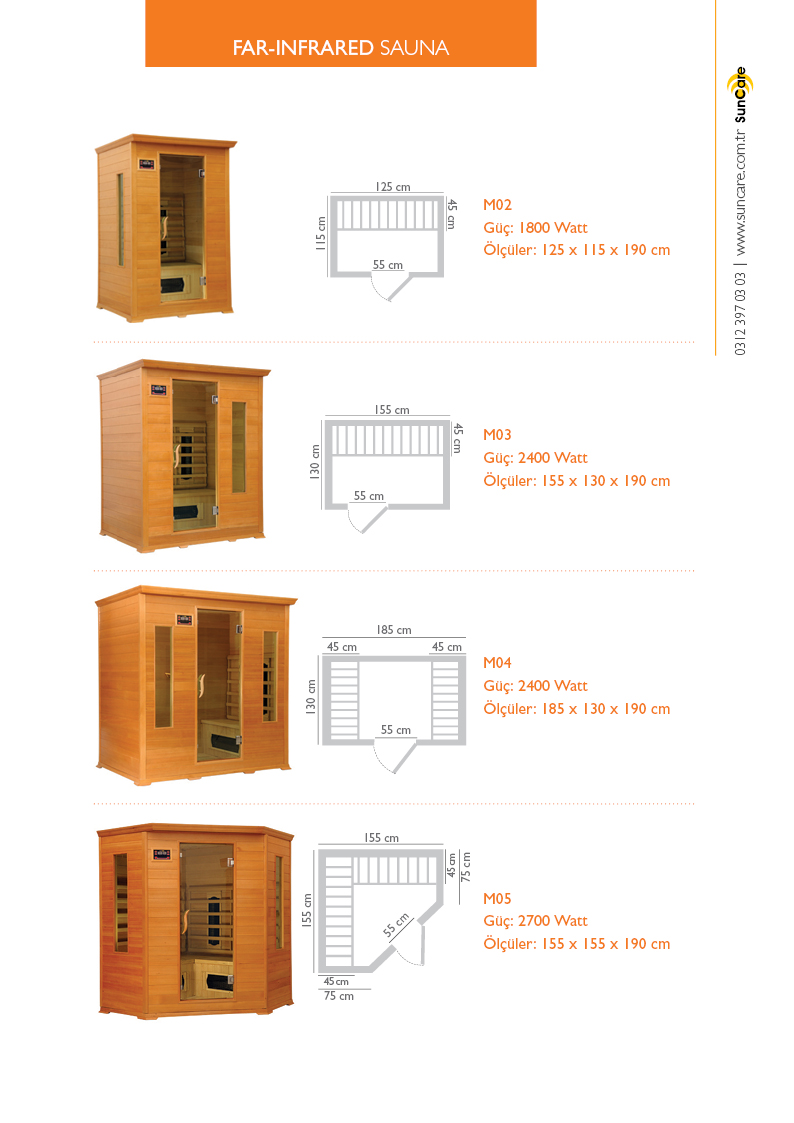 FAR-INFRARED SAUNA
0312 397 03 03 | www.suncare.com.tr SunCare
125 cm
45 cm
115 cm
55 cm
M02
Güç: 1800 Watt
Ölçüler: 125 x 115 x 190 cm
155 cm
45 cm
130 cm
55 cm
M03
Güç: 2400 Watt
Ölçüler: 155 x 130 x 190 cm
185 cm
45 cm 45 cm
130 cm
55 cm
M04
Güç: 2400 Watt
Ölçüler: 185 x 130 x 190 cm
155 cm
45 cm
75 cm
155 cm
55 cm
45 cm
75 cm
M05
Güç: 2700 Watt
Ölçüler: 155 x 155 x 190 cm